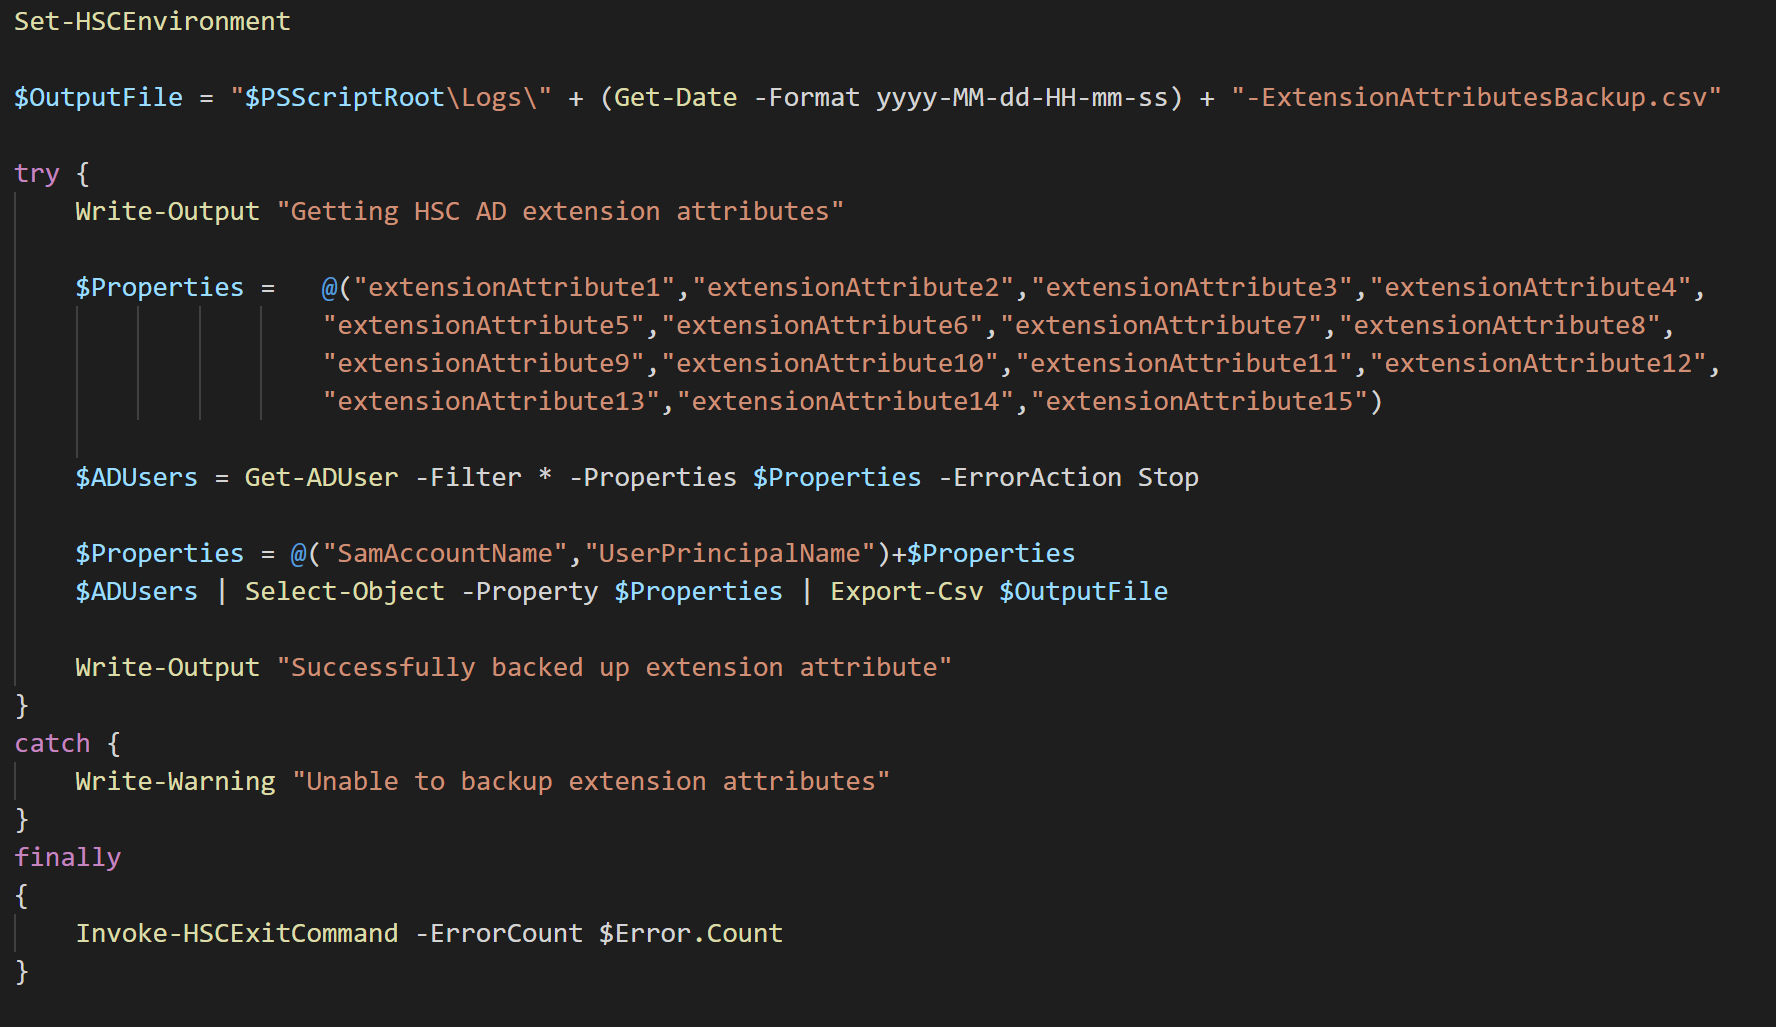 Set-HSCEnvironment
$OutputFile = "$PSScriptRoot\Logs\" + (Get-Date -Format yyyy-MM-dd-HH-mm-ss) + "-ExtensionAttributesBackup.csv"
try {
Write-Output "Getting HSC AD extension attributes"
$Properties =   @("extensionAttribute1","extensionAttribute2","extensionAttribute3","extensionAttribute4",
"extensionAttribute5","extensionAttribute6","extensionAttribute7","extensionAttribute8",
"extensionAttribute9","extensionAttribute10","extensionAttribute11","extensionAttribute12",
"extensionAttribute13","extensionAttribute14","extensionAttribute15")
$ADUsers = Get-ADUser -Filter * -Properties $Properties -ErrorAction Stop
$Properties = @("SamAccountName","UserPrincipalName")+$Properties
$ADUsers | Select-Object -Property $Properties | Export-Csv $OutputFile
Write-Output "Successfully backed up extension attribute"
}
catch {
Write-Warning "Unable to backup extension attributes"
}
finally
{
Invoke-HSCExitCommand -ErrorCount $Error.Count
}